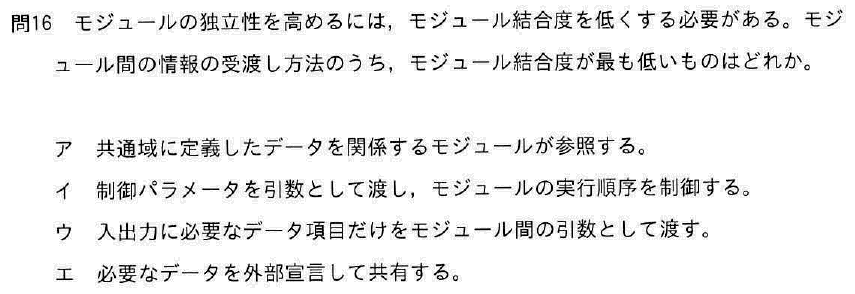 問16 モジュールの独立性を高めるには，モジュール結合度を低くする必要がある。モジ
ュール間の情報の受渡し方法のうち，モジュール結合度が最も低いものはどれか。
ア 共通域に定義したデータを関係するモジュールが参照する。
イ 制御パラメータを引数として渡し，モジュールの実行順序を制御する。
ウ 入出力に必要なデータ項目だけをモジュール間の引数として渡す。
エ 必要なデータを外部宣言して共有する。